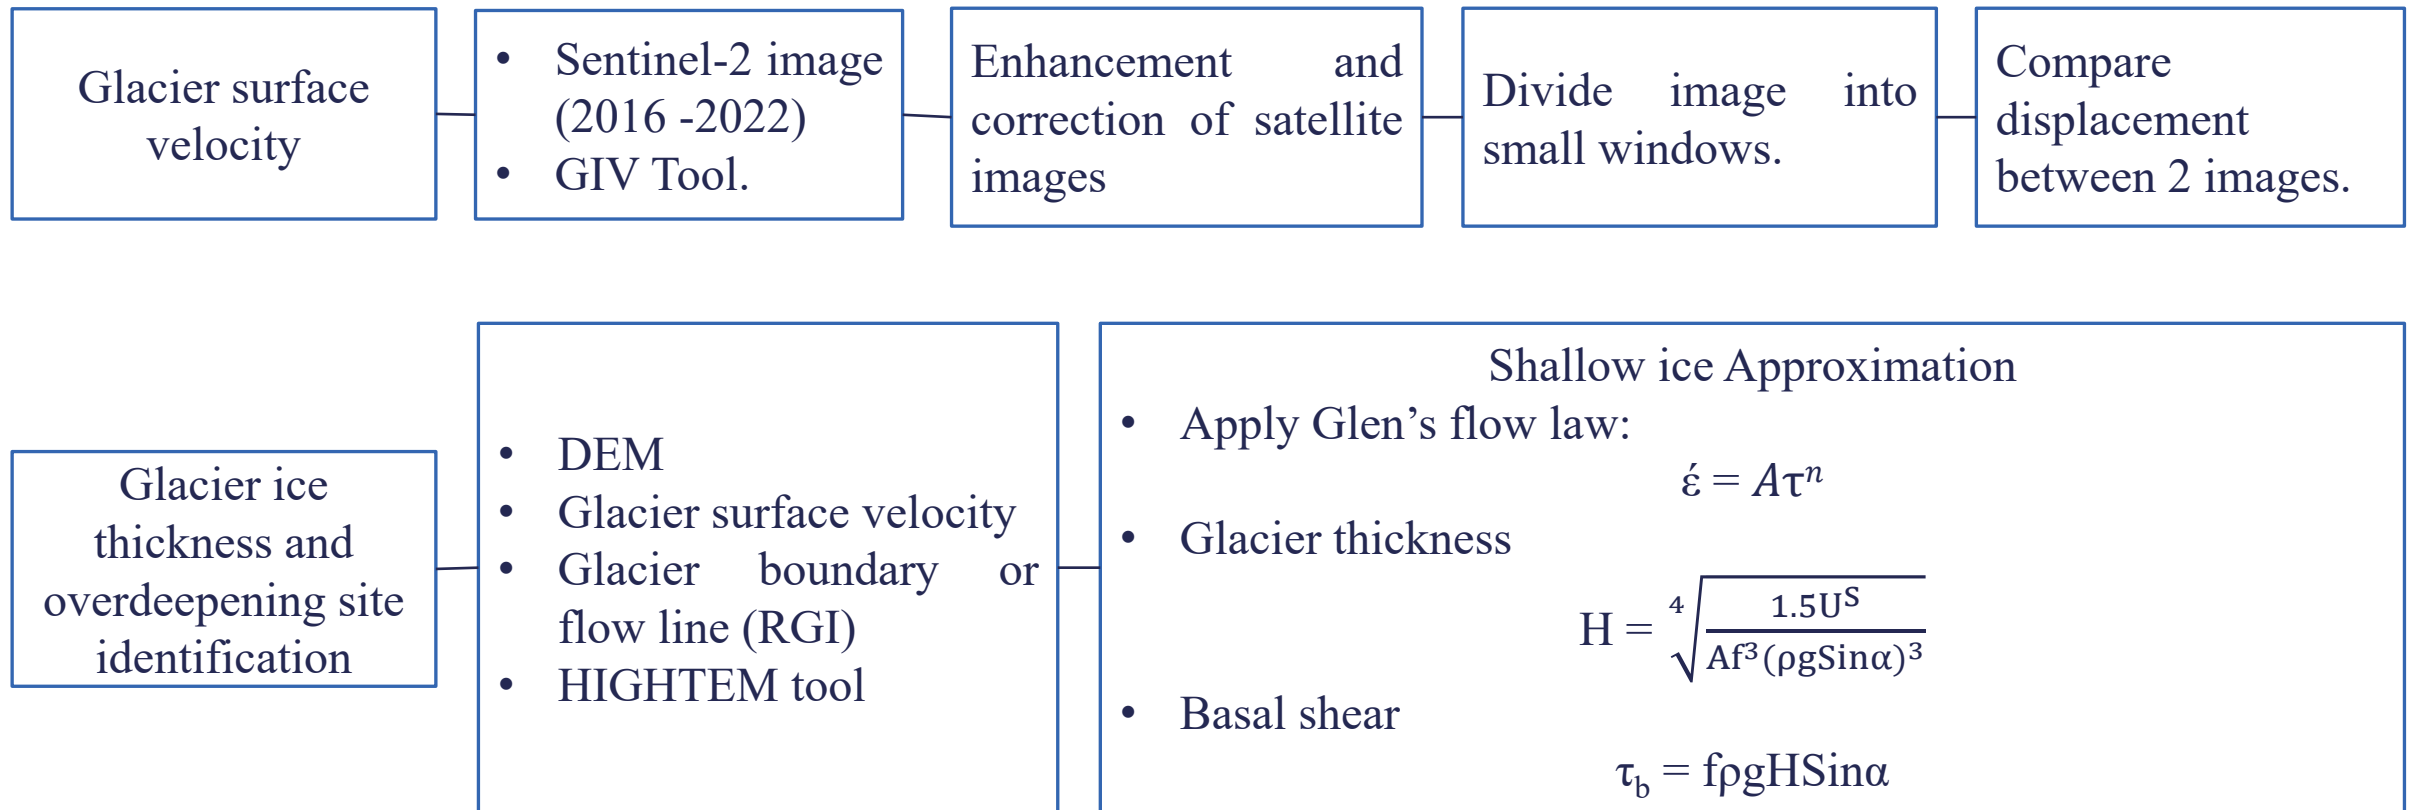 Glacier surface
velocity
• Sentinel-2 image
(2016 -2022)
• GIV Tool.
Enhancement and
correction of satellite
images
Divide image into
small windows.
Compare
displacement
between 2 images.
Glacier ice
thickness and
overdeepening site
identification
• DEM
• Glacier surface velocity
• Glacier boundary or
flow line (RGI)
• HIGHTEM tool
Shallow ice Approximation
• Apply Glen’s flow law:
έ = Aτⁿ
• Glacier thickness
H = ∜(1.5Uˢ / Af³(ρgSinα)³)
• Basal shear
τ_b = fρgHSinα